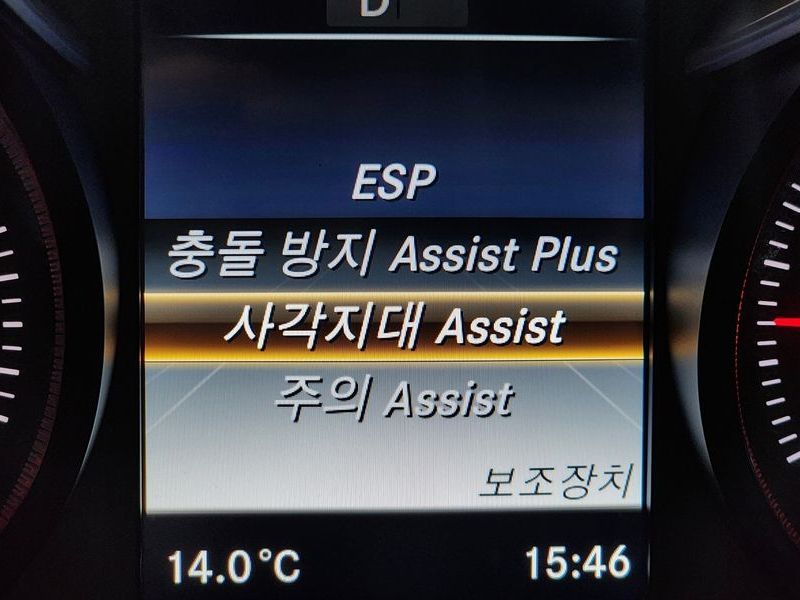 D
ESP
충돌 방지 Assist Plus
사각지대 Assist
주의 Assist
보조장치
14.0°C 15:46